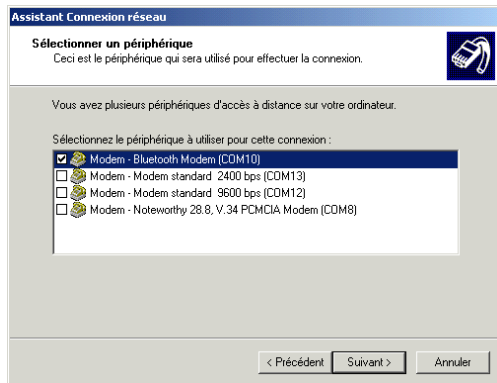 Assistant Connexion réseau
Sélectionner un périphérique
Ceci est le périphérique qui sera utilisé pour effectuer la connexion.
Vous avez plusieurs périphériques d'accès à distance sur votre ordinateur.
Sélectionnez le périphérique à utiliser pour cette connexion :
Modem - Bluetooth Modem (COM10)
Modem - Modem standard 2400 bps (COM13)
Modem - Modem standard 9600 bps (COM12)
Modem - Noteworthy 28.8, V.34 PCMCIA Modem (COM8)
< Précédent Suivant > Annuler